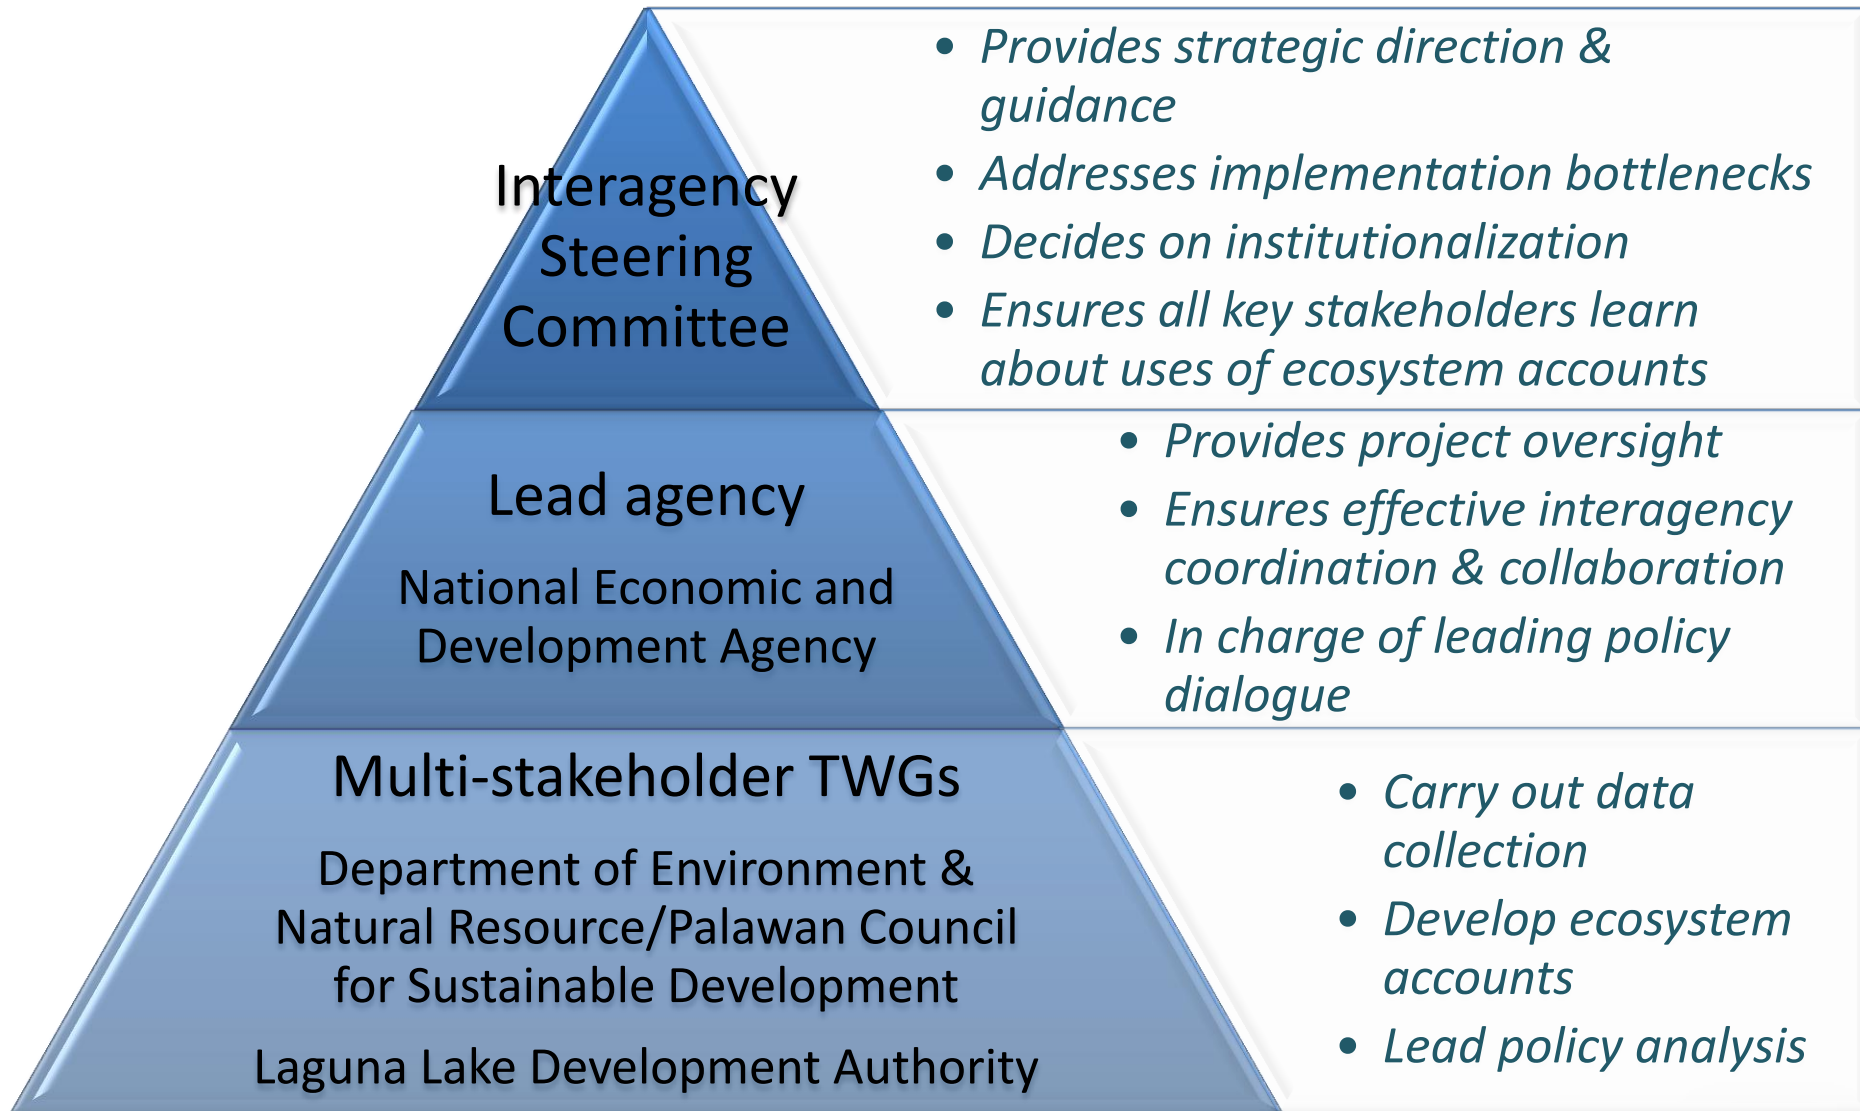 Interagency
Steering
Committee
• Provides strategic direction &
guidance
• Addresses implementation bottlenecks
• Decides on institutionalization
• Ensures all key stakeholders learn
about uses of ecosystem accounts
Lead agency
National Economic and
Development Agency
• Provides project oversight
• Ensures effective interagency
coordination & collaboration
• In charge of leading policy
dialogue
Multi-stakeholder TWGs
Department of Environment &
Natural Resource/Palawan Council
for Sustainable Development
Laguna Lake Development Authority
• Carry out data
collection
• Develop ecosystem
accounts
• Lead policy analysis